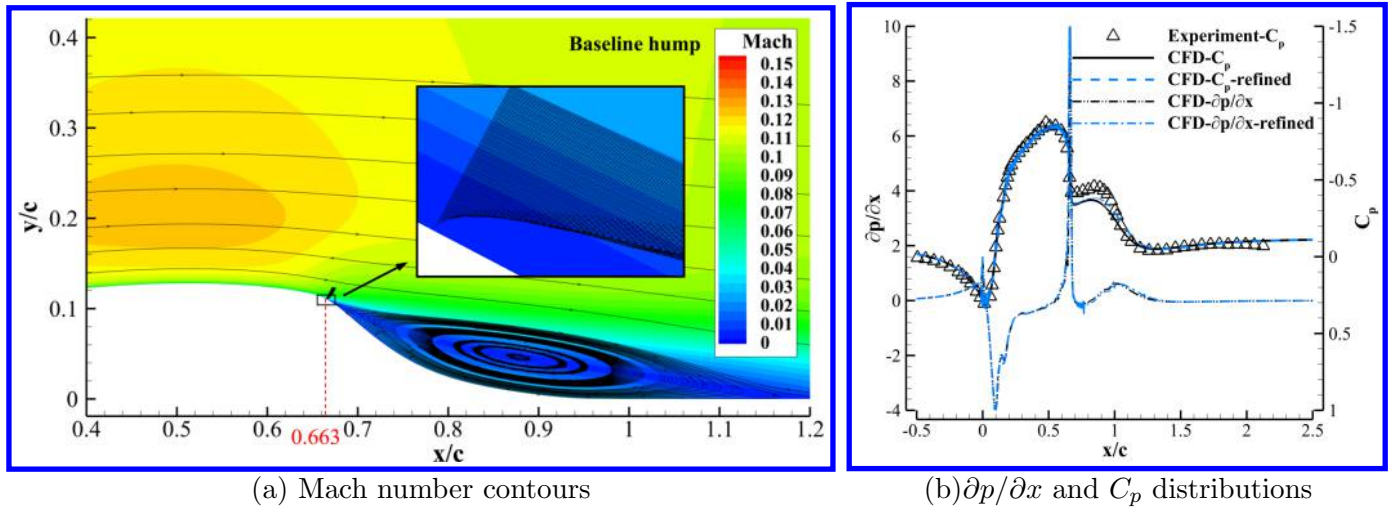 Baseline hump
Mach
0.15
0.14
0.13
0.12
0.11
0.1
0.09
0.08
0.07
0.06
0.05
0.04
0.03
0.02
0.01
0
y/c
0.4
0.3
0.2
0.1
0
0.4 0.5 0.6 0.663 0.7 0.8 0.9 1 1.1 1.2
x/c
(a) Mach number contours
Experiment-Cₚ
CFD-Cₚ
CFD-Cₚ-refined
CFD-∂p/∂x
CFD-∂p/∂x-refined
∂p/∂x
10
8
6
4
2
0
-2
-4
Cₚ
-1.5
-1
-0.5
0
0.5
1
-0.5 0 0.5 1 1.5 2 2.5
x/c
(b)∂p/∂x and Cₚ distributions